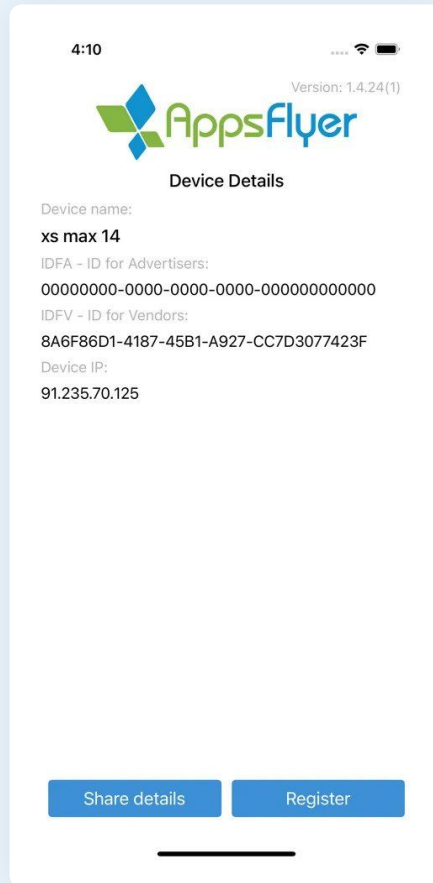 4:10
Version: 1.4.24(1)
AppsFlyer
Device Details
Device name:
xs max 14
IDFA - ID for Advertisers:
00000000-0000-0000-0000-000000000000
IDFV - ID for Vendors:
8A6F86D1-4187-45B1-A927-CC7D3077423F
Device IP:
91.235.70.125
Share details
Register